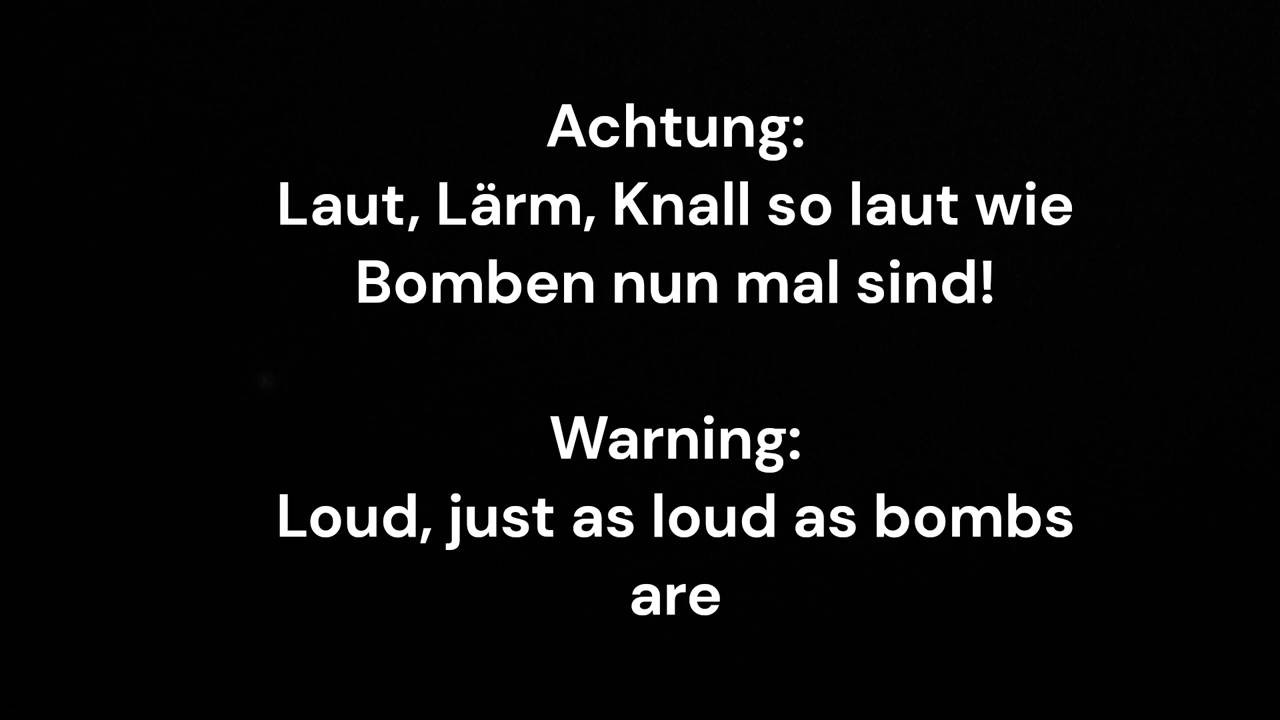 Achtung:
Laut, Lärm, Knall so laut wie
Bomben nun mal sind!
Warning:
Loud, just as loud as bombs
are